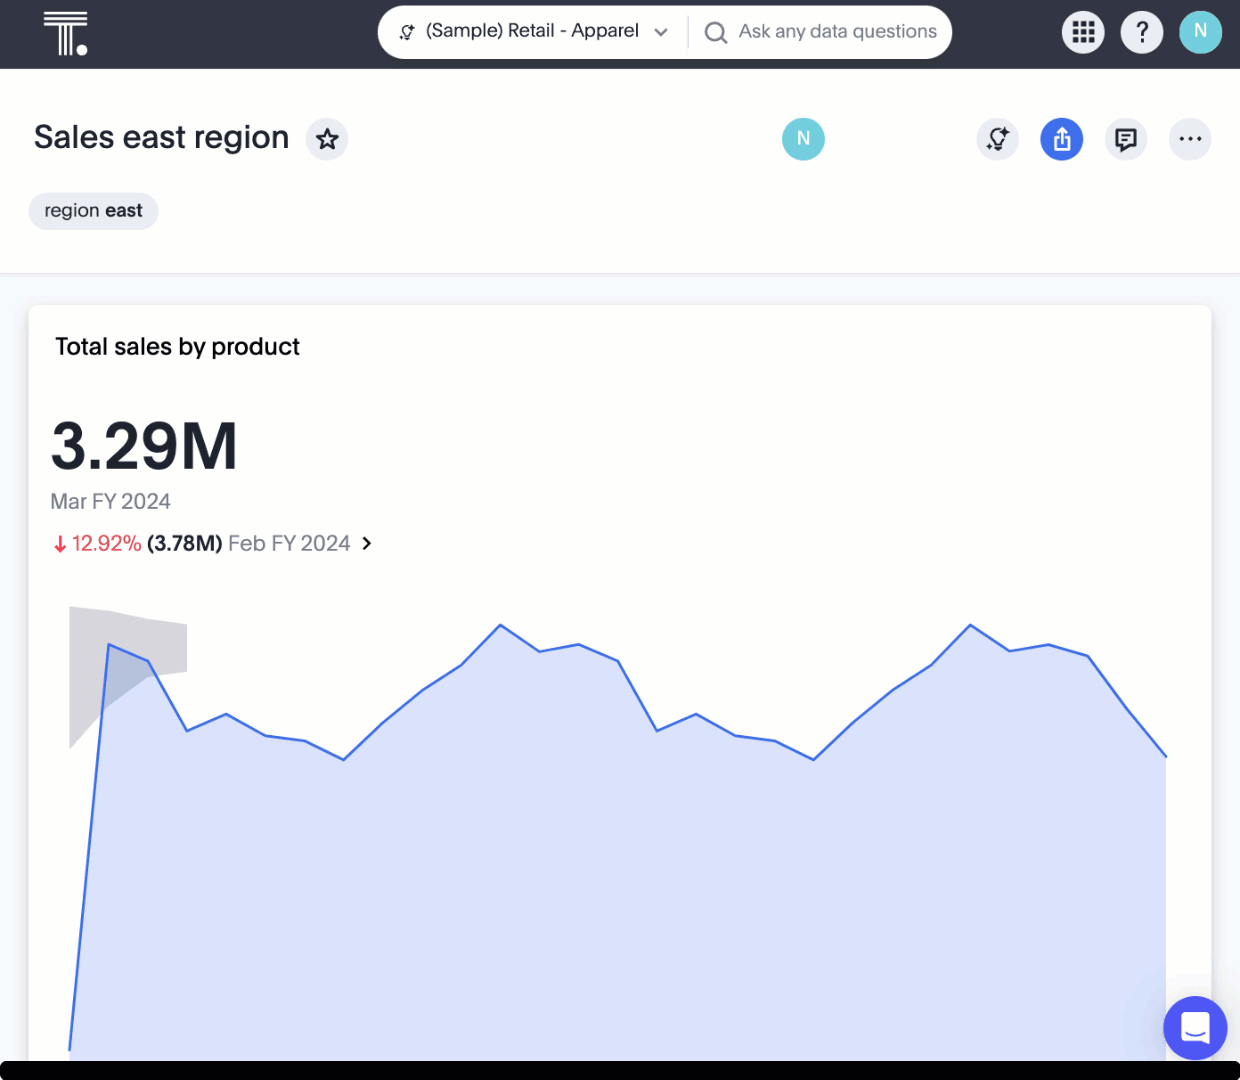 T.
(Sample) Retail - Apparel
Ask any data questions
?
N
Sales east region
N
region east
Total sales by product
3.29M
Mar FY 2024
↓ 12.92% (3.78M) Feb FY 2024 >